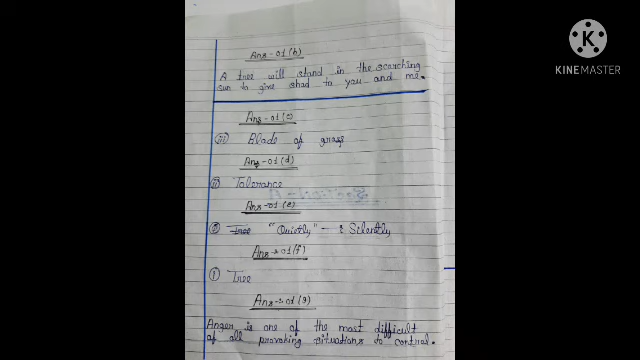 KINEMASTER
Ans-01(b)
A tree will stand in the scarching
sun to give shad to you and me.
Ans-01(c)
iii) Blade of grass
Ans-01(d)
ii) Tolerance
Ans-01(e)
"Quietly" - Silently
Ans-01(f)
i) Tree
Ans-01(g)
Anger is one of the most difficult
of all provoking situations to control.